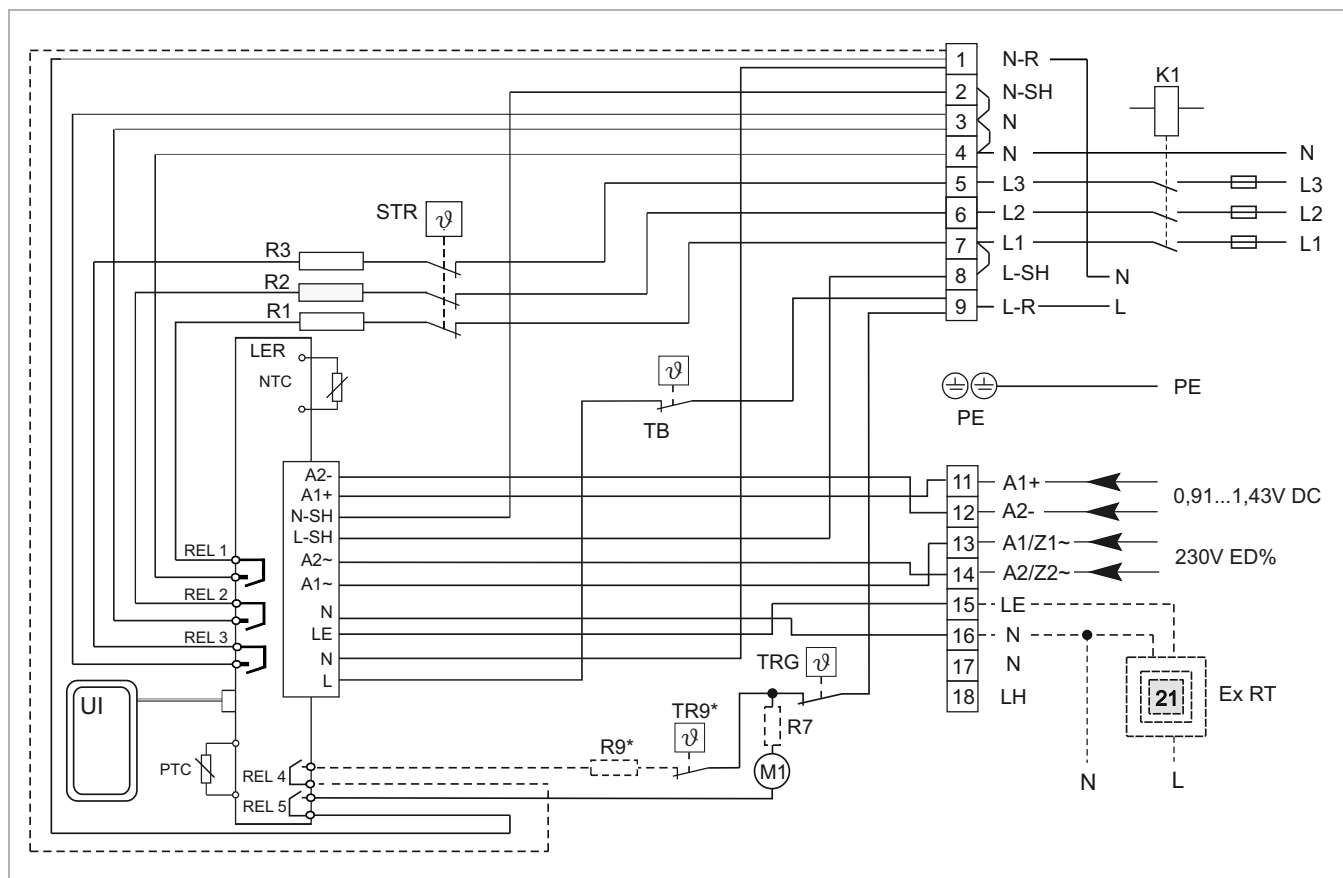 1 N-R
K1
2 N-SH
3 N
4 N N
5 L3 L3
STR ϑ
6 L2 L2
7 L1 L1
R3
8 L-SH N
R2
9 L-R L
R1
LER
NTC
ϑ
TB
PE
PE
A2- 11 A1+
A1+ 0,91...1,43V DC
N-SH 12 A2-
L-SH 13 A1/Z1~
REL 1 A2~ 230V ED%
A1~ 14 A2/Z2~
REL 2 N 15 LE
LE 16 N
REL 3 N 17 N
L 18 LH
TRG ϑ
21 Ex RT
UI
TR9* ϑ
R7
R9*
PTC
REL 4 M1
N L
REL 5